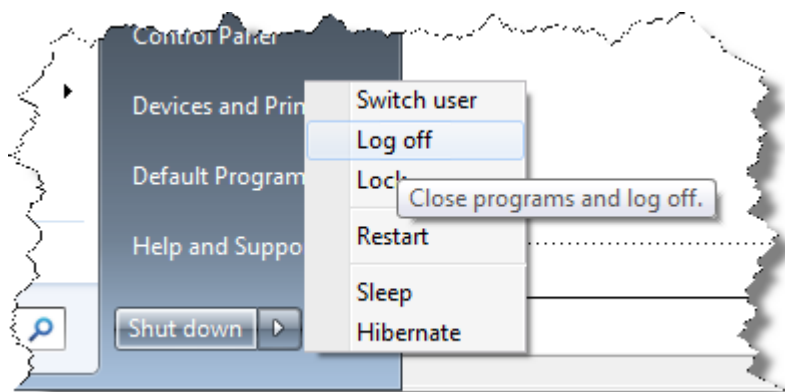 Control Panel
Devices and Prin
Default Program
Help and Suppo
Shut down
Switch user
Log off
Lock
Close programs and log off.
Restart
Sleep
Hibernate